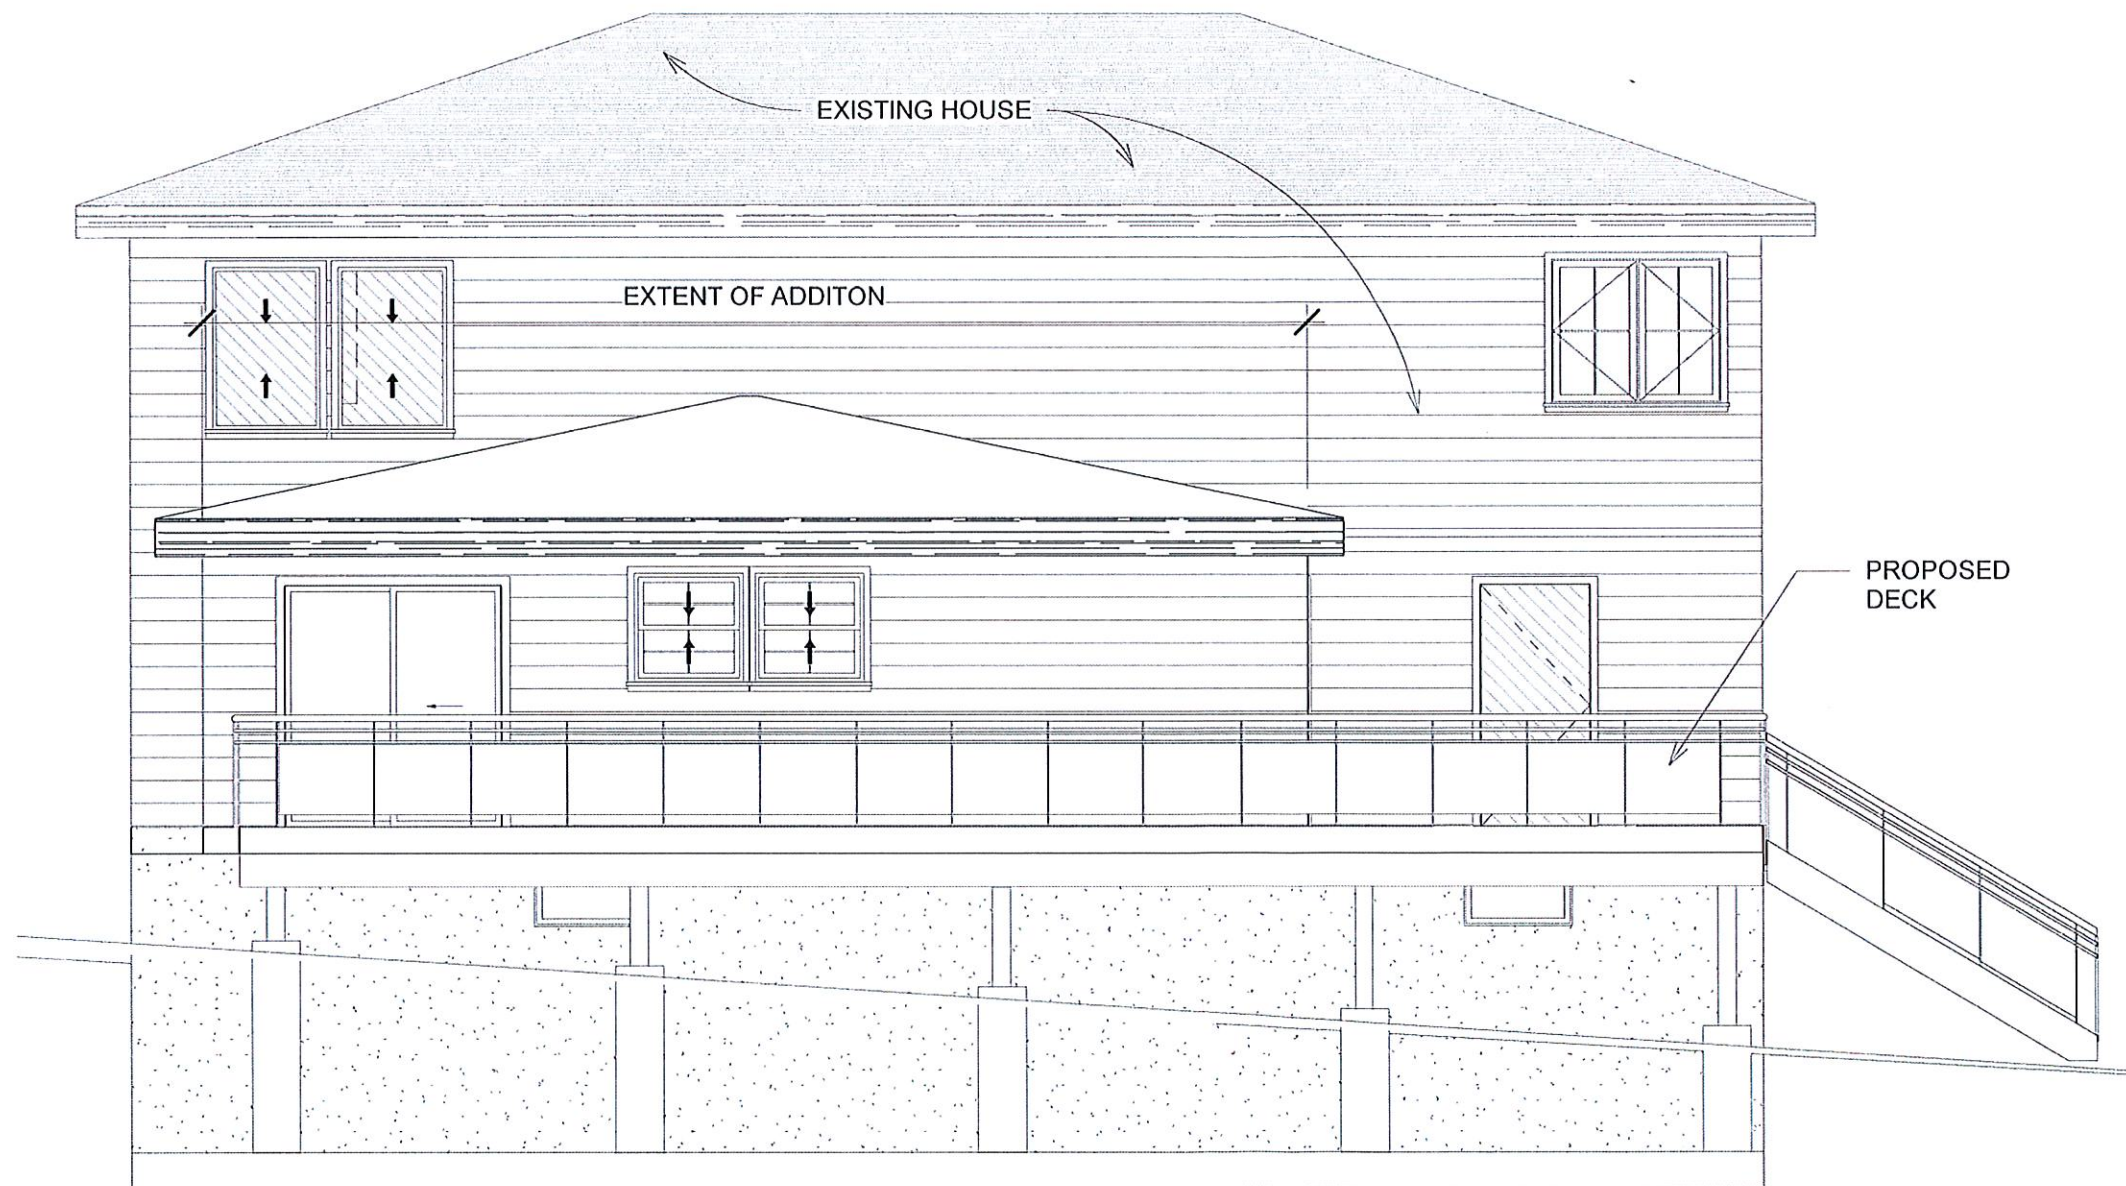 EXISTING HOUSE
EXTENT OF ADDITON
PROPOSED
DECK